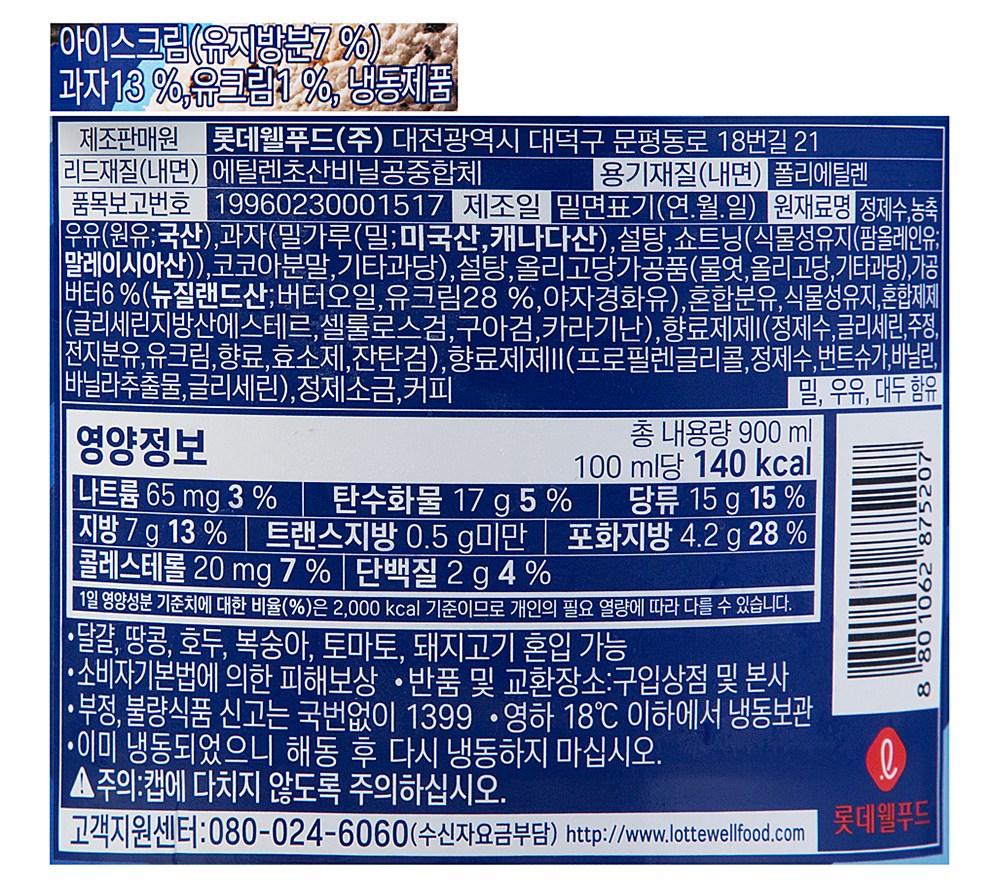 아이스크림(유지방분7 %)
과자13 %,유크림1 %, 냉동제품
제조판매원 롯데웰푸드(주) 대전광역시 대덕구 문평동로 18번길 21
리드재질(내면) 에틸렌초산비닐공중합체 용기재질(내면) 폴리에틸렌
품목보고번호 19960230001517 제조일 밑면표기(연.월.일) 원재료명 정제수,농축
우유(원유;국산),과자(밀가루(밀;미국산,캐나다산),설탕,쇼트닝(식물성유지(팜올레인유;
말레이시아산)),코코아분말,기타과당),설탕,올리고당가공품(물엿,올리고당,기타과당),가공
버터6 %(뉴질랜드산;버터오일,유크림28 %,야자경화유),혼합분유,식물성유지,혼합제제
(글리세린지방산에스테르,셀룰로스검,구아검,카라기난),향료제제I(정제수,글리세린,주정,
전지분유,유크림,향료,효소제,잔탄검),향료제제II(프로필렌글리콜,정제수,번트슈가,바닐린,
바닐라추출물,글리세린),정제소금,커피
밀, 우유, 대두 함유
영양정보 총 내용량 900 ml
100 ml당 140 kcal
나트륨 65 mg 3 % 탄수화물 17 g 5 % 당류 15 g 15 %
지방 7 g 13 % 트랜스지방 0.5 g미만 포화지방 4.2 g 28 %
콜레스테롤 20 mg 7 % 단백질 2 g 4 %
1일 영양성분 기준치에 대한 비율(%)은 2,000 kcal 기준이므로 개인의 필요 열량에 따라 다를 수 있습니다.
8 801062 875207
•달걀, 땅콩, 호두, 복숭아, 토마토, 돼지고기 혼입 가능
•소비자기본법에 의한 피해보상 •반품 및 교환장소:구입상점 및 본사
•부정,불량식품 신고는 국번없이 1399 •영하 18℃ 이하에서 냉동보관
•이미 냉동되었으니 해동 후 다시 냉동하지 마십시오.
⚠주의:캡에 다치지 않도록 주의하십시오.
롯데웰푸드
고객지원센터:080-024-6060(수신자요금부담) http://www.lottewellfood.com